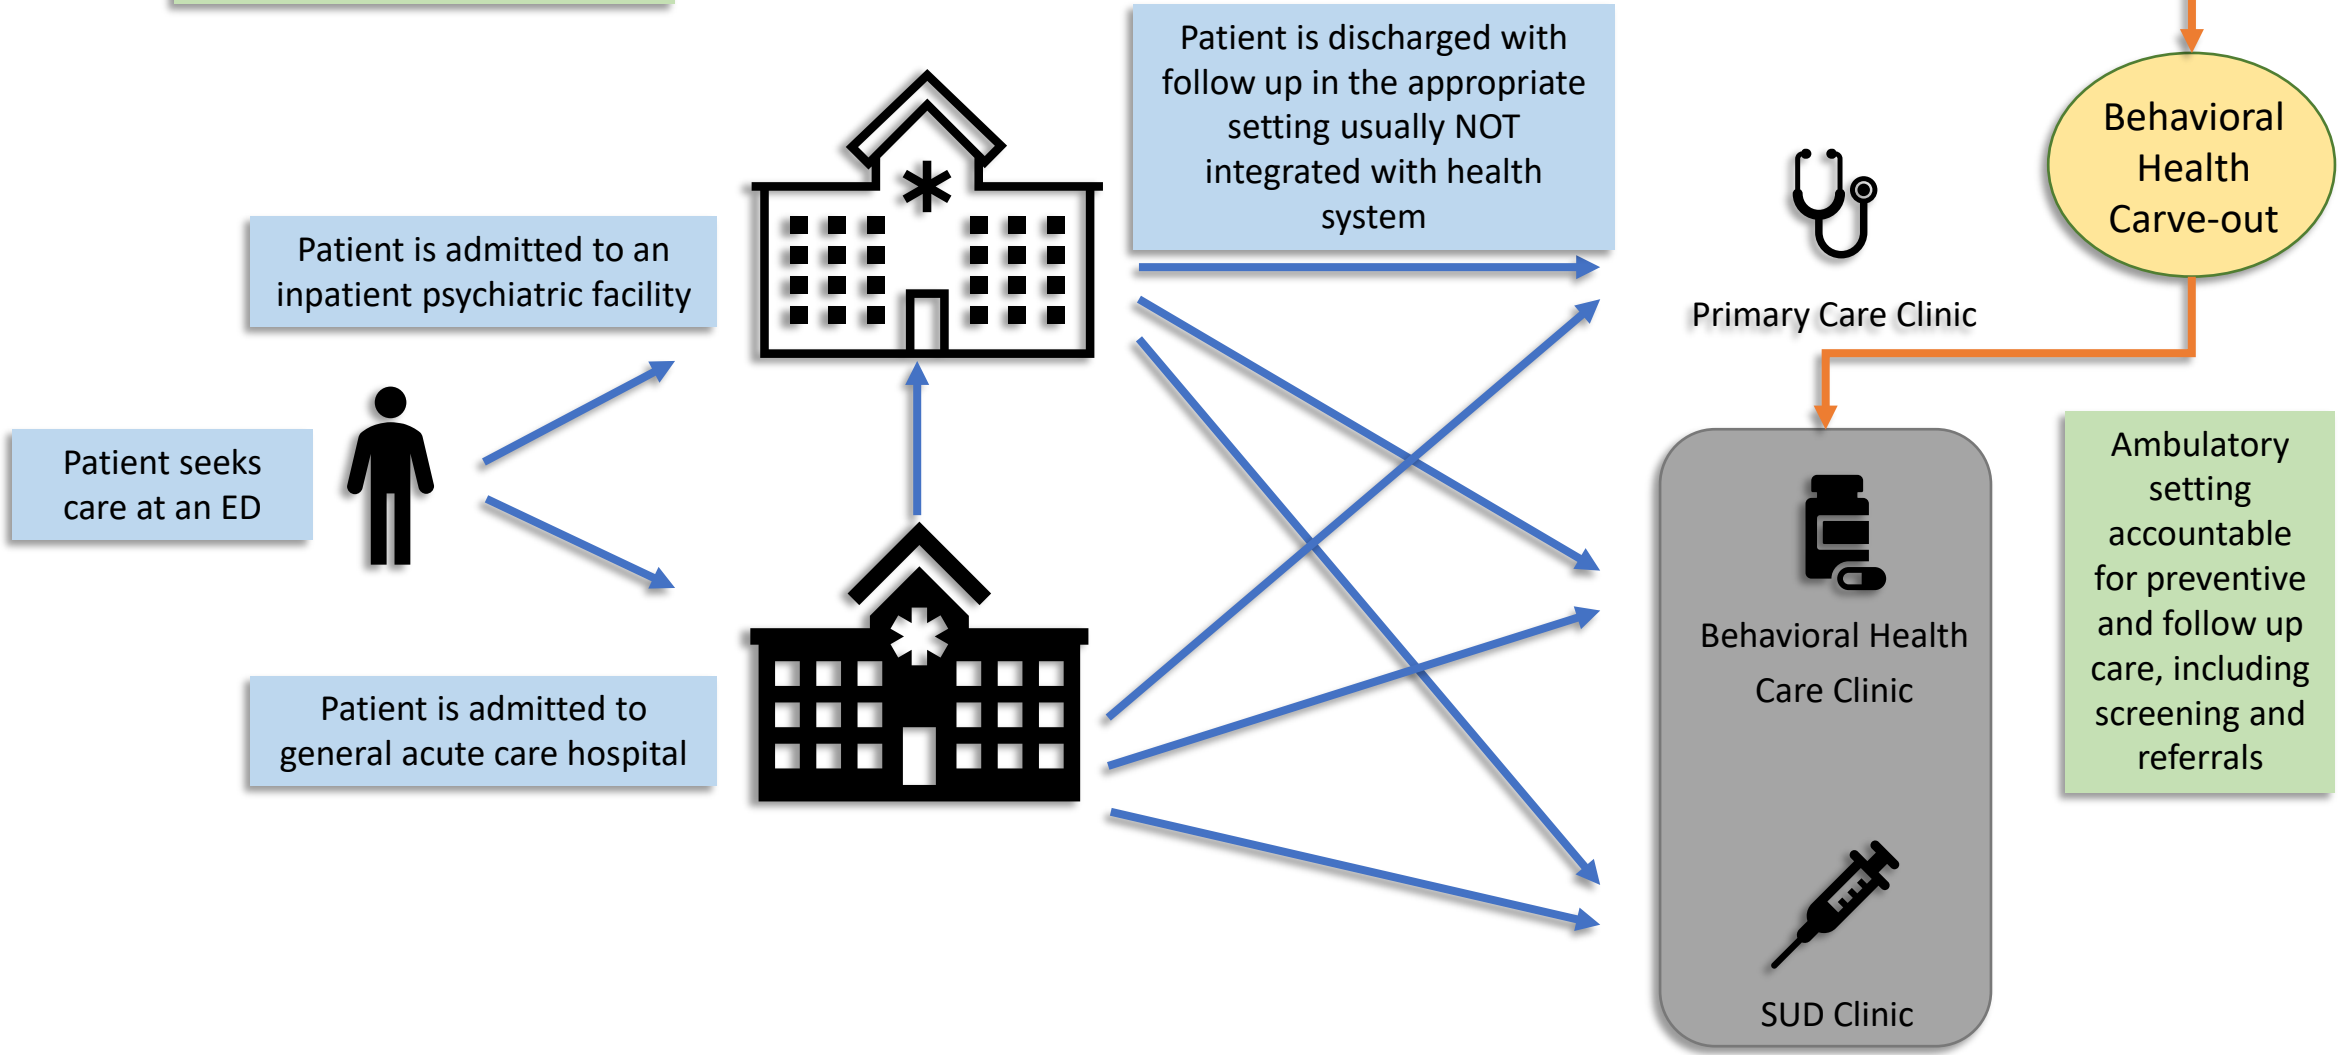 Patient is discharged with
follow up in the appropriate
setting usually NOT
integrated with health
system
Behavioral
Health
Carve-out
Patient is admitted to an
inpatient psychiatric facility
Primary Care Clinic
Patient seeks
care at an ED
Ambulatory
setting
accountable
for preventive
and follow up
care, including
screening and
referrals
Behavioral Health
Care Clinic
Patient is admitted to
general acute care hospital
SUD Clinic